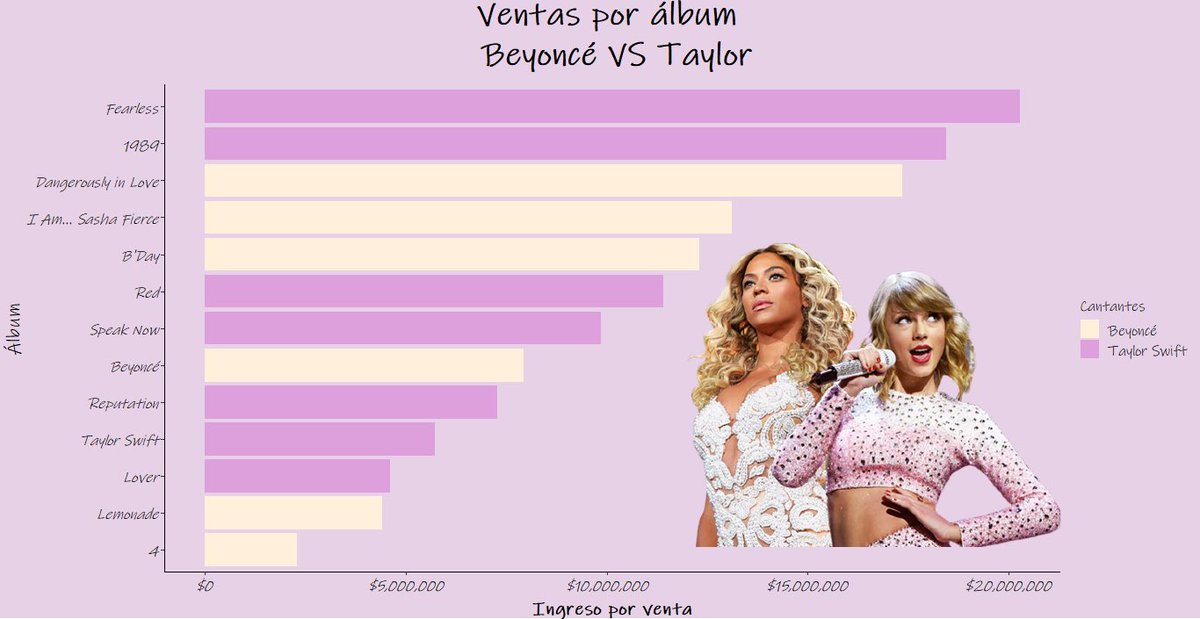 Ventas por álbum
Beyoncé VS Taylor
Álbum
Fearless
1989
Dangerously in Love
I Am... Sasha Fierce
B'Day
Red
Speak Now
Beyoncé
Reputation
Taylor Swift
Lover
Lemonade
4
$0
$5,000,000
$10,000,000
$15,000,000
$20,000,000
Ingreso por venta
Cantantes
Beyoncé
Taylor Swift